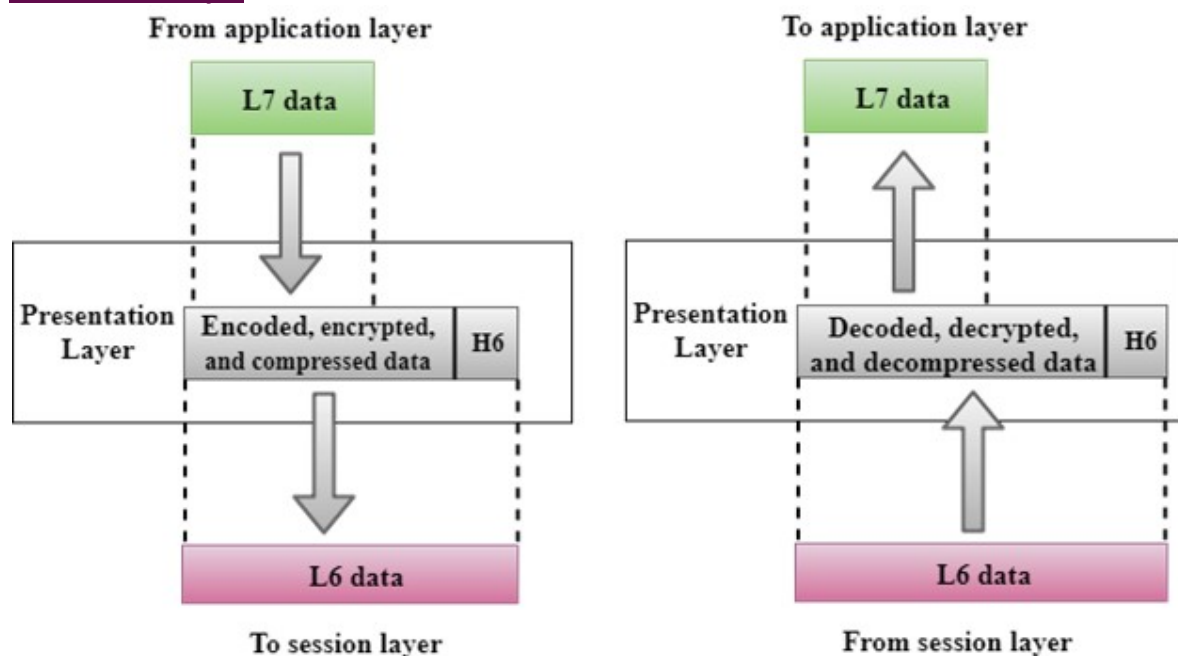 From application layer
L7 data
Presentation
Layer
Encoded, encrypted,
and compressed data
H6
L6 data
To session layer
To application layer
L7 data
Presentation
Layer
Decoded, decrypted,
and decompressed data
H6
L6 data
From session layer